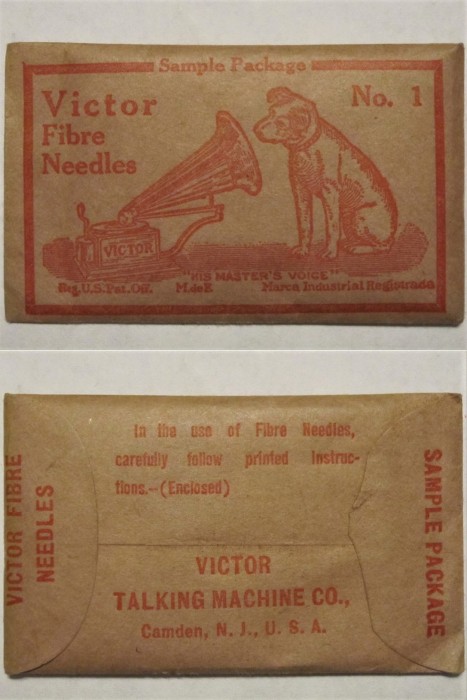 Sample Package
Victor
Fibre
Needles
No. 1
VICTOR
"HIS MASTER'S VOICE"
Reg. U.S. Pat. Off. M. de F. Marca Industrial Registrada
In the use of Fibre Needles,
carefully follow printed instruc-
tions.-(Enclosed)
VICTOR FIBRE
NEEDLES
VICTOR
TALKING MACHINE CO.,
Camden, N. J., U. S. A.
SAMPLE PACKAGE